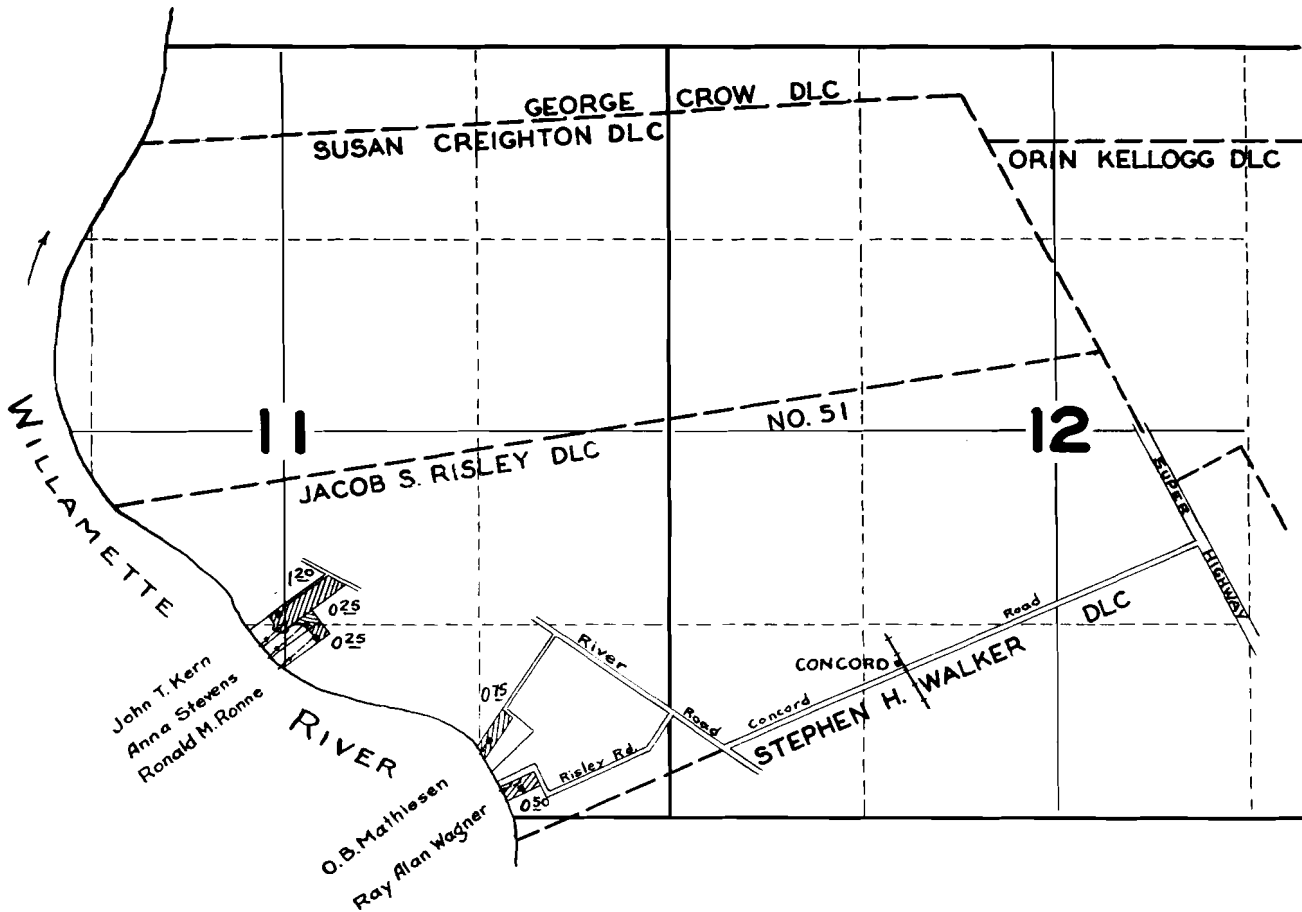 GEORGE CROW DLC
SUSAN CREIGHTON DLC
ORIN KELLOGG DLC
WILLAMETTE
RIVER
11
12
NO. 51
JACOB S. RISLEY DLC
SUPER
HIGHWAY
1 20
0 25
0 25
John T. Kern
Anna Stevens
Ronald M. Ronne
0 75
River
Road
Concord
Road
CONCORD
STEPHEN H. WALKER DLC
Risley Rd.
0 50
O.B. Mathiesen
Ray Alan Wagner